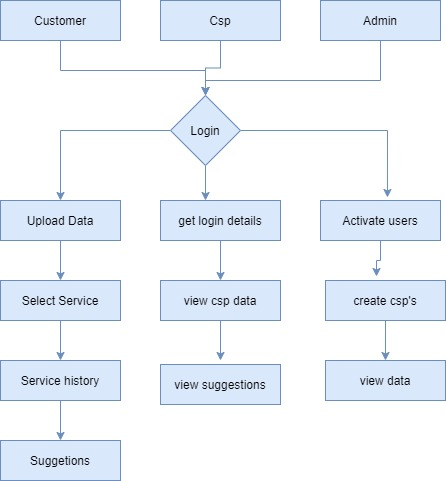 Customer
Csp
Admin
Login
Upload Data
get login details
Activate users
Select Service
view csp data
create csp's
Service history
view suggestions
view data
Suggetions